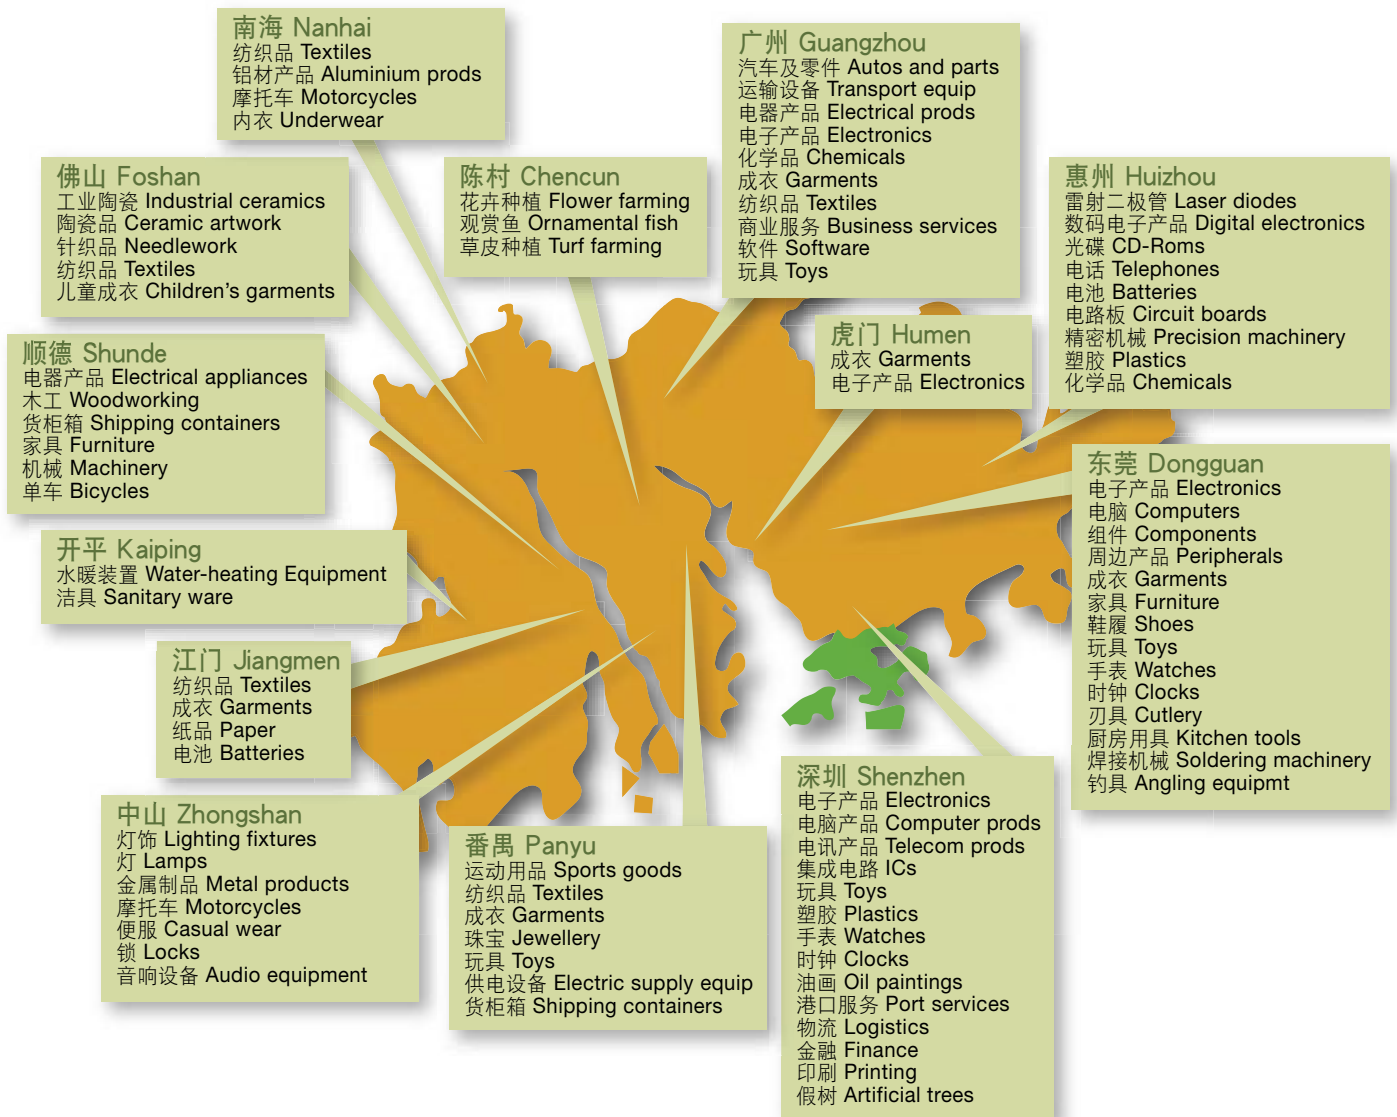 南海 Nanhai
纺织品 Textiles
铝材产品 Aluminium prods
摩托车 Motorcycles
内衣 Underwear
广州 Guangzhou
汽车及零件 Autos and parts
运输设备 Transport equip
电器产品 Electrical prods
电子产品 Electronics
化学品 Chemicals
成衣 Garments
纺织品 Textiles
商业服务 Business services
软件 Software
玩具 Toys
佛山 Foshan
工业陶瓷 Industrial ceramics
陶瓷品 Ceramic artwork
针织品 Needlework
纺织品 Textiles
儿童成衣 Children's garments
陈村 Chencun
花卉种植 Flower farming
观赏鱼 Ornamental fish
草皮种植 Turf farming
惠州 Huizhou
雷射二极管 Laser diodes
数码电子产品 Digital electronics
光碟 CD-Roms
电话 Telephones
电池 Batteries
电路板 Circuit boards
精密机械 Precision machinery
塑胶 Plastics
化学品 Chemicals
虎门 Humen
成衣 Garments
电子产品 Electronics
顺德 Shunde
电器产品 Electrical appliances
木工 Woodworking
货柜箱 Shipping containers
家具 Furniture
机械 Machinery
单车 Bicycles
东莞 Dongguan
电子产品 Electronics
电脑 Computers
组件 Components
周边产品 Peripherals
成衣 Garments
家具 Furniture
鞋履 Shoes
玩具 Toys
手表 Watches
时钟 Clocks
刃具 Cutlery
厨房用具 Kitchen tools
焊接机械 Soldering machinery
钓具 Angling equipmt
开平 Kaiping
水暖装置 Water-heating Equipment
洁具 Sanitary ware
江门 Jiangmen
纺织品 Textiles
成衣 Garments
纸品 Paper
电池 Batteries
中山 Zhongshan
灯饰 Lighting fixtures
灯 Lamps
金属制品 Metal products
摩托车 Motorcycles
便服 Casual wear
锁 Locks
音响设备 Audio equipment
番禺 Panyu
运动用品 Sports goods
纺织品 Textiles
成衣 Garments
珠宝 Jewellery
玩具 Toys
供电设备 Electric supply equip
货柜箱 Shipping containers
深圳 Shenzhen
电子产品 Electronics
电脑产品 Computer prods
电讯产品 Telecom prods
集成电路 ICs
玩具 Toys
塑胶 Plastics
手表 Watches
时钟 Clocks
油画 Oil paintings
港口服务 Port services
物流 Logistics
金融 Finance
印刷 Printing
假树 Artificial trees